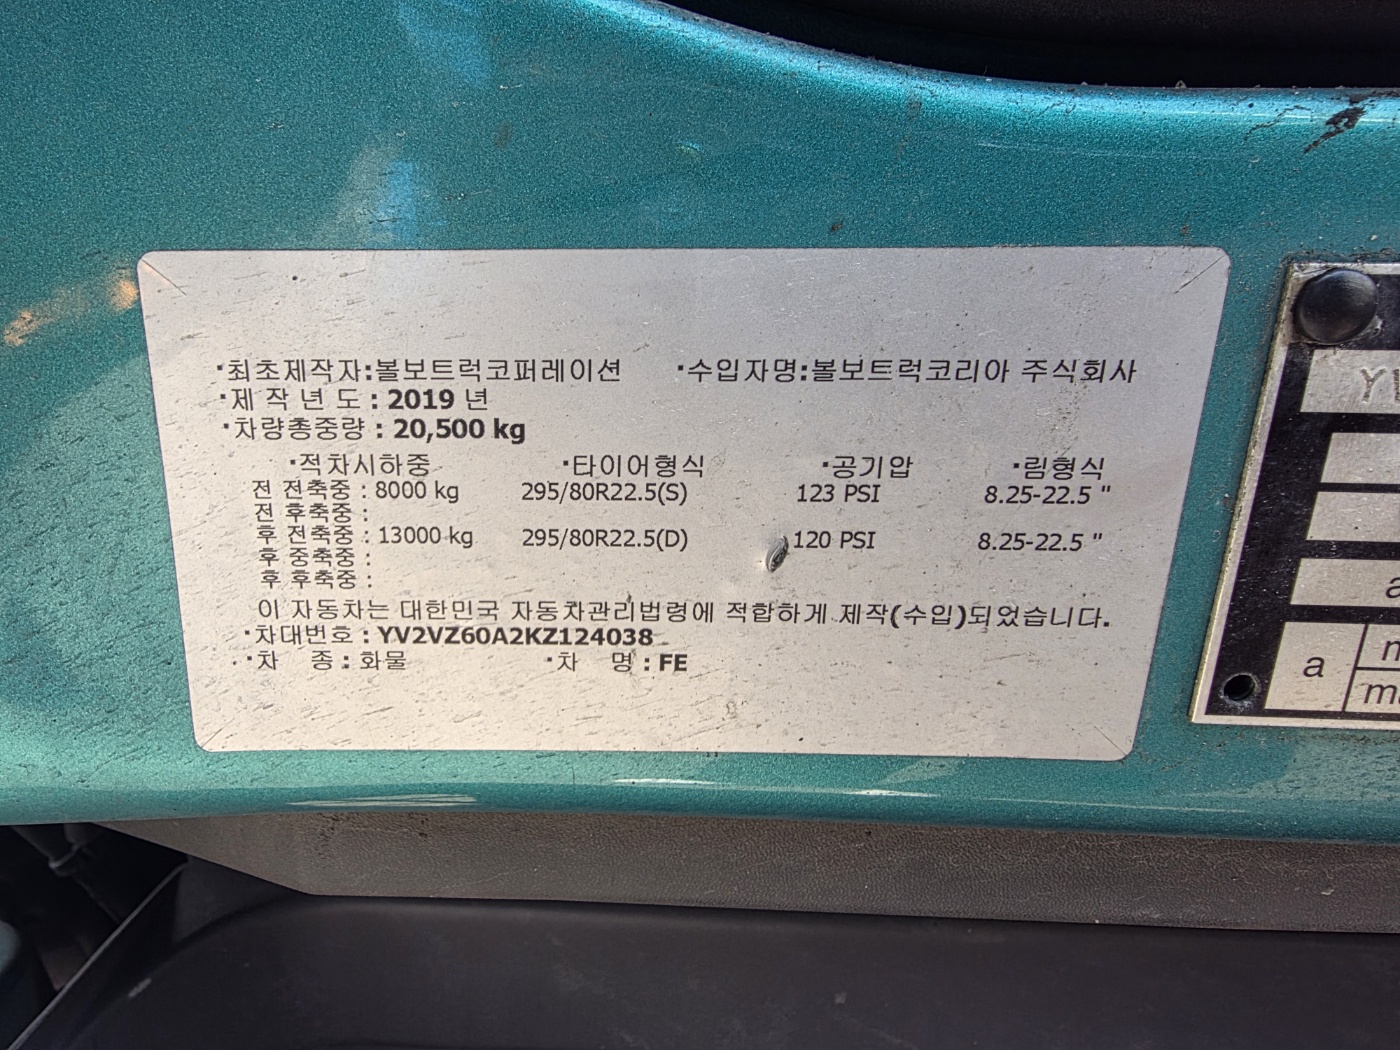 ·최초제작자:볼보트럭코퍼레이션 ·수입자명:볼보트럭코리아 주식회사
·제 작 년 도 : 2019 년
·차량총중량 : 20,500 kg
·적차시하중 ·타이어형식 ·공기압 ·림형식
전 전축중 : 8000 kg 295/80R22.5(S) 123 PSI 8.25-22.5 "
전 후축중 :
후 전축중 : 13000 kg 295/80R22.5(D) 120 PSI 8.25-22.5 "
후 중축중 :
후 후축중 :
이 자동차는 대한민국 자동차관리법령에 적합하게 제작(수입)되었습니다.
·차대번호 : YV2VZ60A2KZ124038
·차 종 : 화물 ·차 명 : FE
a